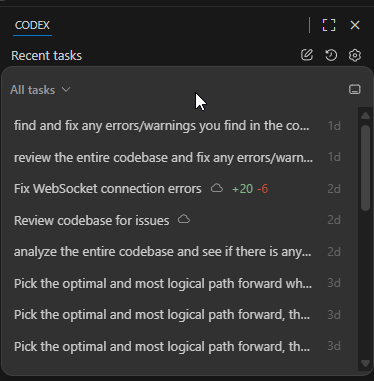 CODEX
Recent tasks
All tasks
find and fix any errors/warnings you find in the co... 1d
review the entire codebase and fix any errors/warn... 1d
Fix WebSocket connection errors +20 -6 2d
Review codebase for issues 2d
analyze the entire codebase and see if there is any... 2d
Pick the optimal and most logical path forward wh... 3d
Pick the optimal and most logical path forward, th... 3d
Pick the optimal and most logical path forward, th... 3d